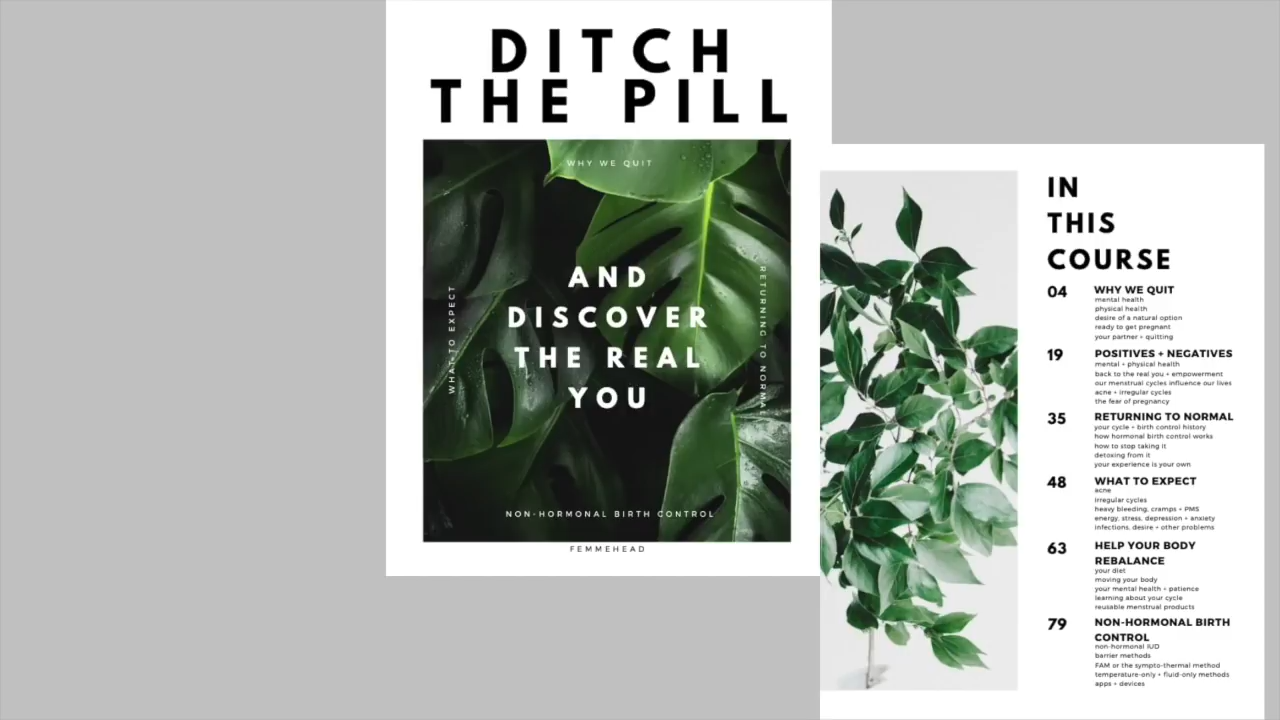 DITCH
THE PILL
WHY WE QUIT
AND
DISCOVER
THE REAL
YOU
WHAT TO EXPECT
RETURNING TO NORMAL
NON-HORMONAL BIRTH CONTROL
FEMMEHEAD
IN
THIS
COURSE
04 WHY WE QUIT
mental health
physical health
desire of a natural option
ready to get pregnant
your partner + quitting
19 POSITIVES + NEGATIVES
mental + physical health
back to the real you + empowerment
our menstrual cycles influence our lives
acne + irregular cycles
the fear of pregnancy
35 RETURNING TO NORMAL
your cycle + birth control history
how hormonal birth control works
how to stop taking it
detoxing from it
your experience is your own
48 WHAT TO EXPECT
acne
irregular cycles
heavy bleeding, cramps + PMS
energy, stress, depression + anxiety
infections, desire + other problems
63 HELP YOUR BODY
REBALANCE
your diet
moving your body
your mental health + patience
learning about your cycle
reusable menstrual products
79 NON-HORMONAL BIRTH
CONTROL
non-hormonal IUD
barrier methods
FAM or the sympto-thermal method
temperature-only + fluid-only methods
apps + devices